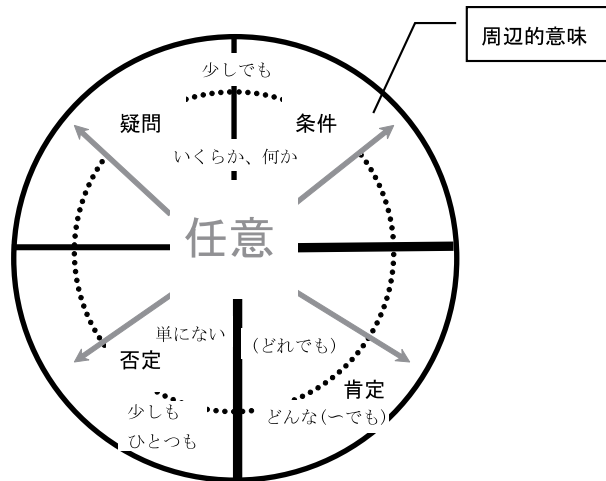 周辺的意味
少しでも
疑問
条件
いくらか、何か
任意
単にない
(どれでも)
否定
肯定
少しも
どんな(〜でも)
ひとつも